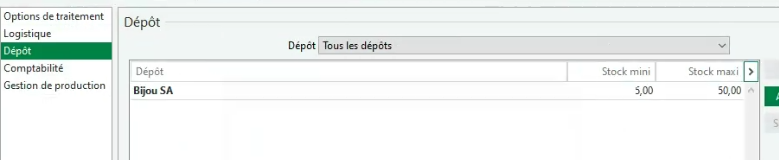 Options de traitement
Logistique
Dépôt
Comptabilité
Gestion de production
Dépôt
Dépôt Tous les dépôts
Dépôt Stock mini Stock maxi
Bijou SA 5,00 50,00